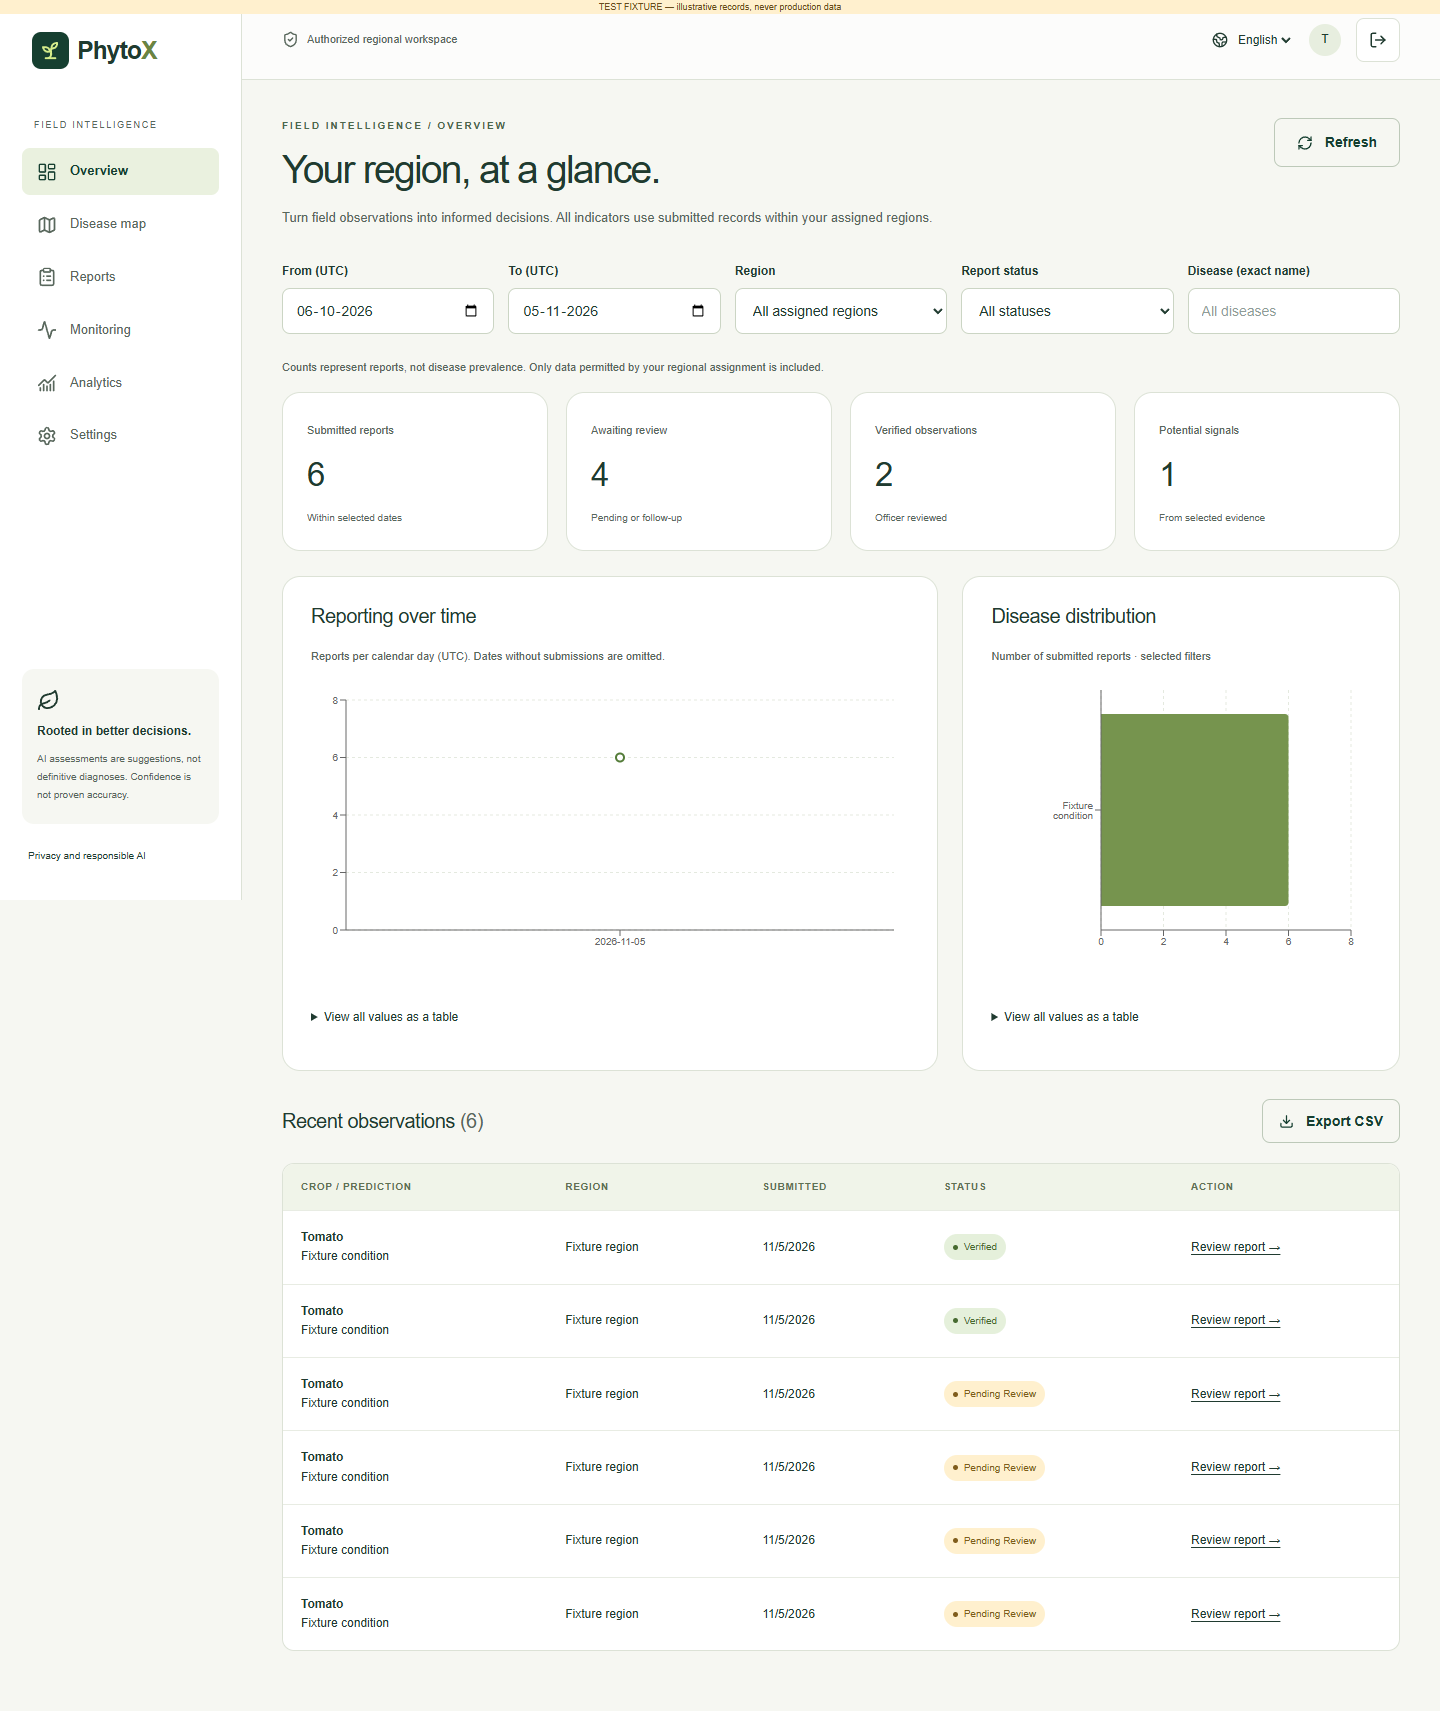 TEST FIXTURE — illustrative records, never production data
PhytoX
Authorized regional workspace
English
T
FIELD INTELLIGENCE
Overview
Disease map
Reports
Monitoring
Analytics
Settings
Rooted in better decisions.
AI assessments are suggestions, not
definitive diagnoses. Confidence is
not proven accuracy.
Privacy and responsible AI
FIELD INTELLIGENCE / OVERVIEW
Your region, at a glance.
Refresh
Turn field observations into informed decisions. All indicators use submitted records within your assigned regions.
From (UTC)
06-10-2026
To (UTC)
05-11-2026
Region
All assigned regions
Report status
All statuses
Disease (exact name)
All diseases
Counts represent reports, not disease prevalence. Only data permitted by your regional assignment is included.
Submitted reports
6
Within selected dates
Awaiting review
4
Pending or follow-up
Verified observations
2
Officer reviewed
Potential signals
1
From selected evidence
Reporting over time
Reports per calendar day (UTC). Dates without submissions are omitted.
8
6
4
2
0
2026-11-05
View all values as a table
Disease distribution
Number of submitted reports · selected filters
Fixture
condition
0 2 4 6 8
View all values as a table
Recent observations (6)
Export CSV
CROP / PREDICTION REGION SUBMITTED STATUS ACTION
Tomato
Fixture condition Fixture region 11/5/2026 Verified Review report →
Tomato
Fixture condition Fixture region 11/5/2026 Verified Review report →
Tomato
Fixture condition Fixture region 11/5/2026 Pending Review Review report →
Tomato
Fixture condition Fixture region 11/5/2026 Pending Review Review report →
Tomato
Fixture condition Fixture region 11/5/2026 Pending Review Review report →
Tomato
Fixture condition Fixture region 11/5/2026 Pending Review Review report →